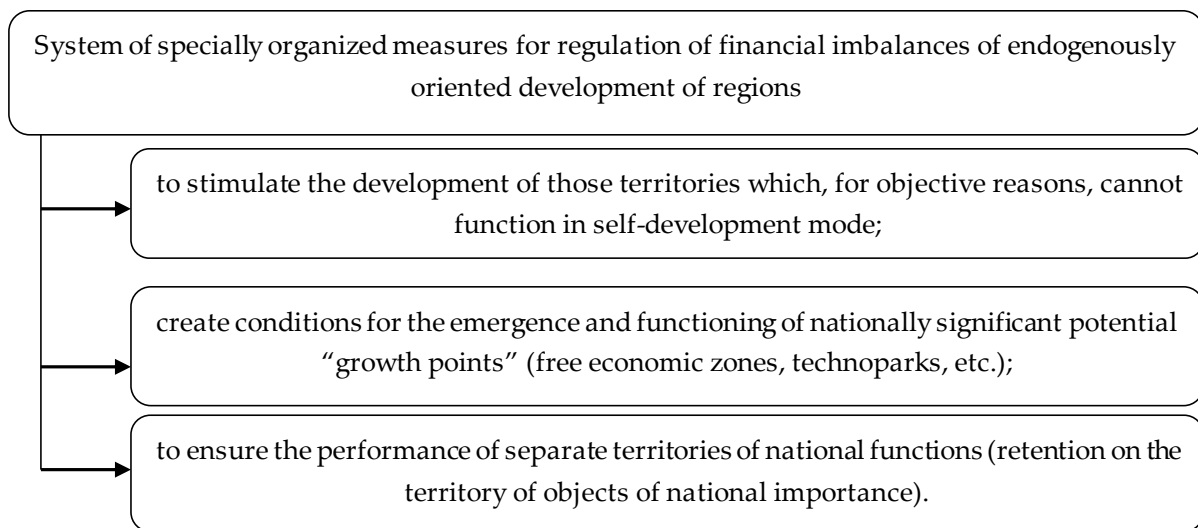 System of specially organized measures for regulation of financial imbalances of endogenously
oriented development of regions
to stimulate the development of those territories which, for objective reasons, cannot
function in self-development mode;
create conditions for the emergence and functioning of nationally significant potential
“growth points” (free economic zones, technoparks, etc.);
to ensure the performance of separate territories of national functions (retention on the
territory of objects of national importance).